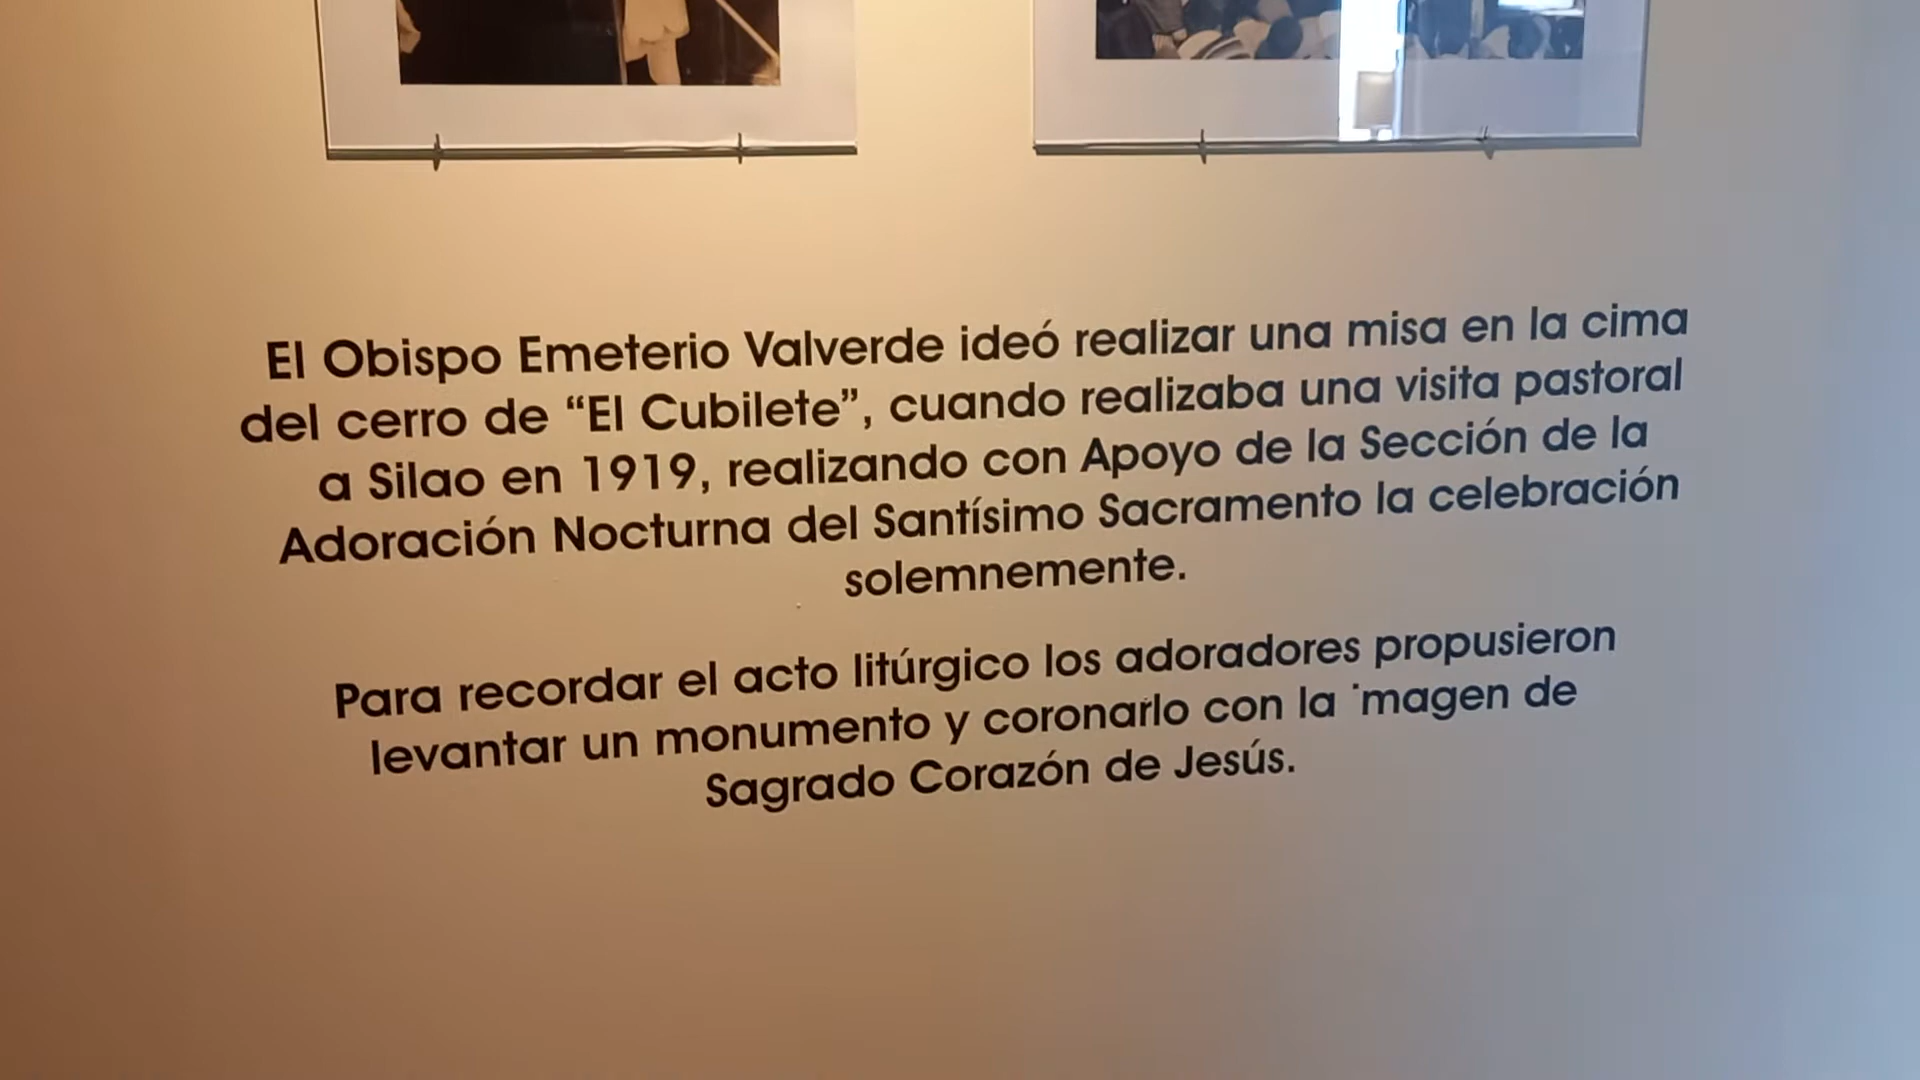 El Obispo Emeterio Valverde ideó realizar una misa en la cima
del cerro de “El Cubilete”, cuando realizaba una visita pastoral
a Silao en 1919, realizando con Apoyo de la Sección de la
Adoración Nocturna del Santísimo Sacramento la celebración
solemnemente.
Para recordar el acto litúrgico los adoradores propusieron
levantar un monumento y coronarlo con la ˙magen de
Sagrado Corazón de Jesús.